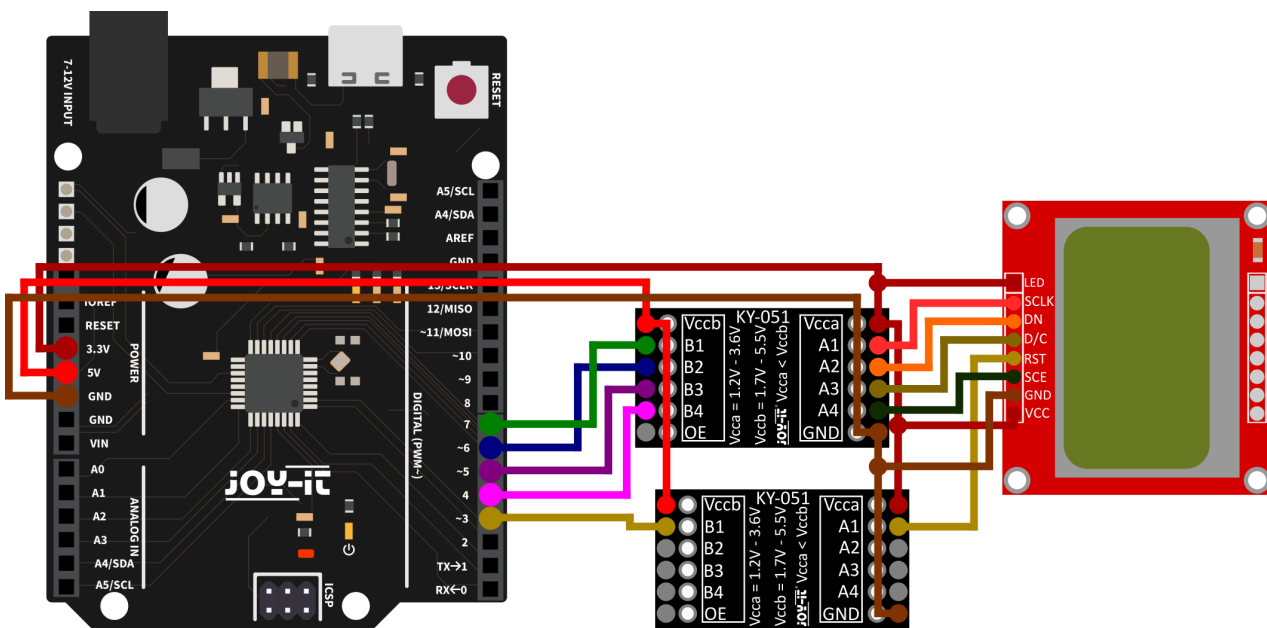 7-12V INPUT
RESET
A5/SCL
A4/SDA
AREF
GND
13/SCLK
12/MISO
~11/MOSI
~10
~9
8
7
~6
~5
4
~3
2
TX→1
RX←0
DIGITAL (PWM~)
IOREF
RESET
3.3V
5V
GND
GND
VIN
POWER
A0
A1
A2
A3
A4/SDA
A5/SCL
ANALOG IN
JOY-iT
ICSP
KY-051
Vccb
B1
B2
B3
B4
OE
Vcca = 1.2V - 3.6V
Vccb = 1.7V - 5.5V
JOY-iT Vcca < Vccb
Vcca
A1
A2
A3
A4
GND
KY-051
Vccb
B1
B2
B3
B4
OE
Vcca = 1.2V - 3.6V
Vccb = 1.7V - 5.5V
JOY-iT Vcca < Vccb
Vcca
A1
A2
A3
A4
GND
LED
SCLK
DN
D/C
RST
SCE
GND
VCC